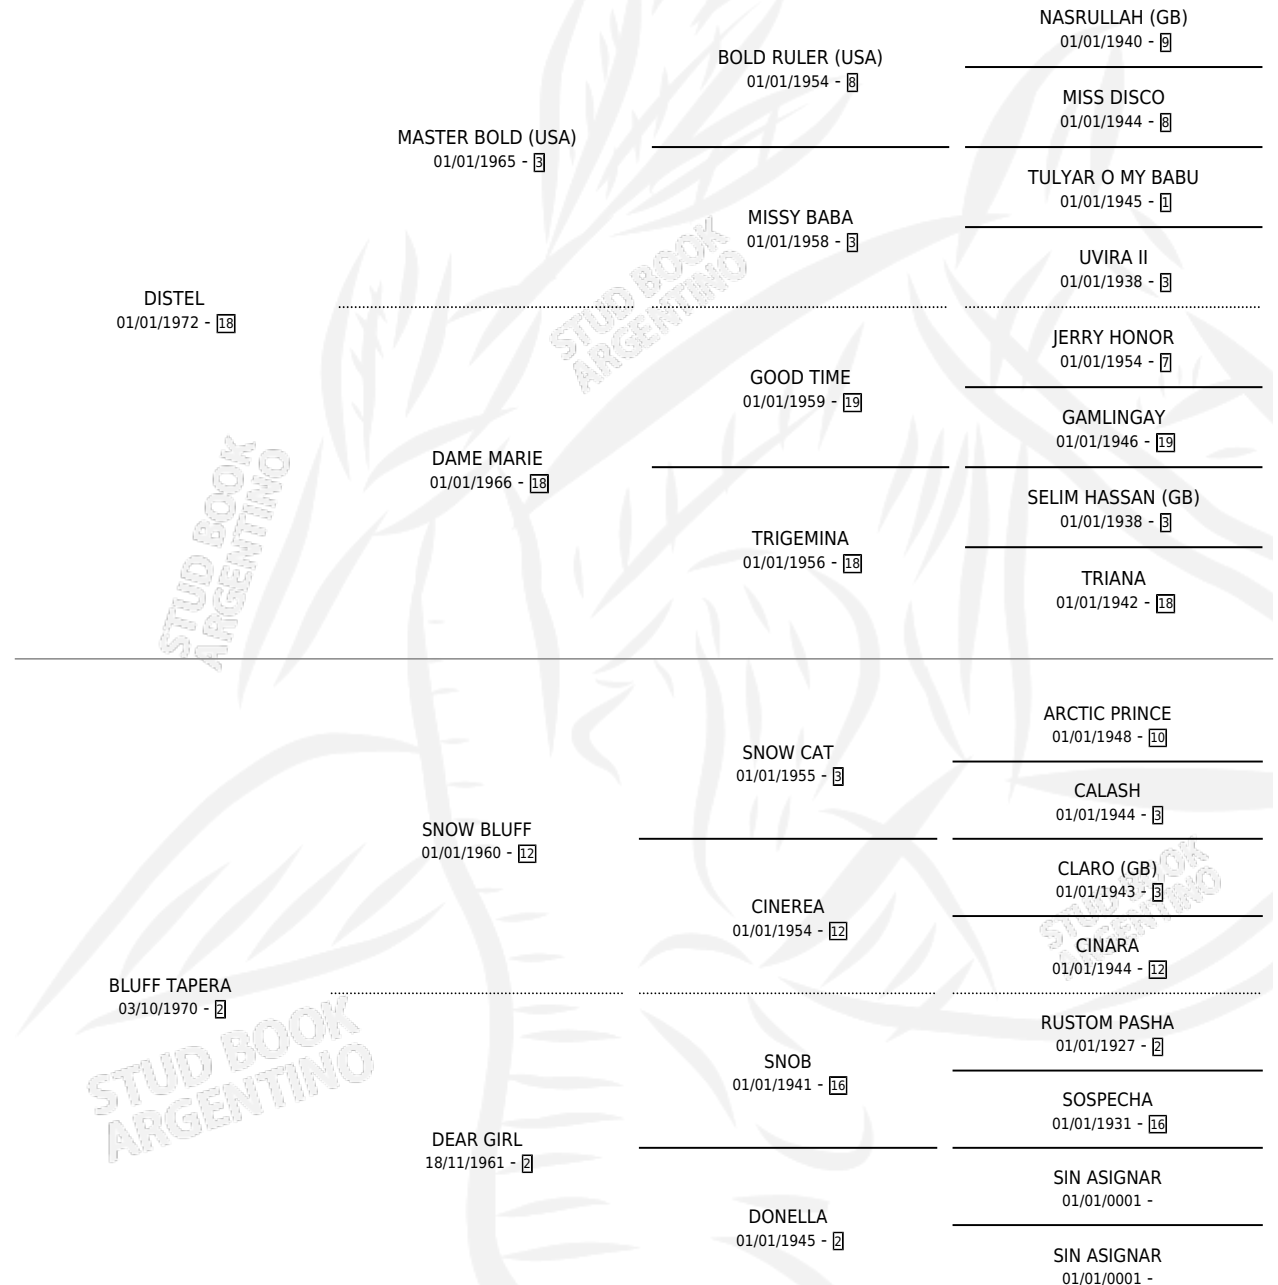 NASRULLAH (GB)
01/01/1940 - 9
BOLD RULER (USA)
01/01/1954 - 8
MISS DISCO
01/01/1944 - 8
MASTER BOLD (USA)
01/01/1965 - 3
TULYAR O MY BABU
01/01/1945 - 1
MISSY BABA
01/01/1958 - 3
UVIRA II
01/01/1938 - 3
DISTEL
01/01/1972 - 18
JERRY HONOR
01/01/1954 - 7
GOOD TIME
01/01/1959 - 19
GAMLINGAY
01/01/1946 - 19
DAME MARIE
01/01/1966 - 18
SELIM HASSAN (GB)
01/01/1938 - 3
TRIGEMINA
01/01/1956 - 18
TRIANA
01/01/1942 - 18
STUD BOOK
ARGENTINO
STUD BOOK
ARGENTINO
ARCTIC PRINCE
01/01/1948 - 10
SNOW CAT
01/01/1955 - 3
CALASH
01/01/1944 - 3
SNOW BLUFF
01/01/1960 - 12
CLARO (GB)
01/01/1943 - 3
CINEREA
01/01/1954 - 12
CINARA
01/01/1944 - 12
BLUFF TAPERA
03/10/1970 - 2
RUSTOM PASHA
01/01/1927 - 2
SNOB
01/01/1941 - 16
SOSPECHA
01/01/1931 - 16
DEAR GIRL
18/11/1961 - 2
SIN ASIGNAR
01/01/0001 -
DONELLA
01/01/1945 - 2
SIN ASIGNAR
01/01/0001 -
STUD BOOK
ARGENTINO
STUD BOOK
ARGENTINO